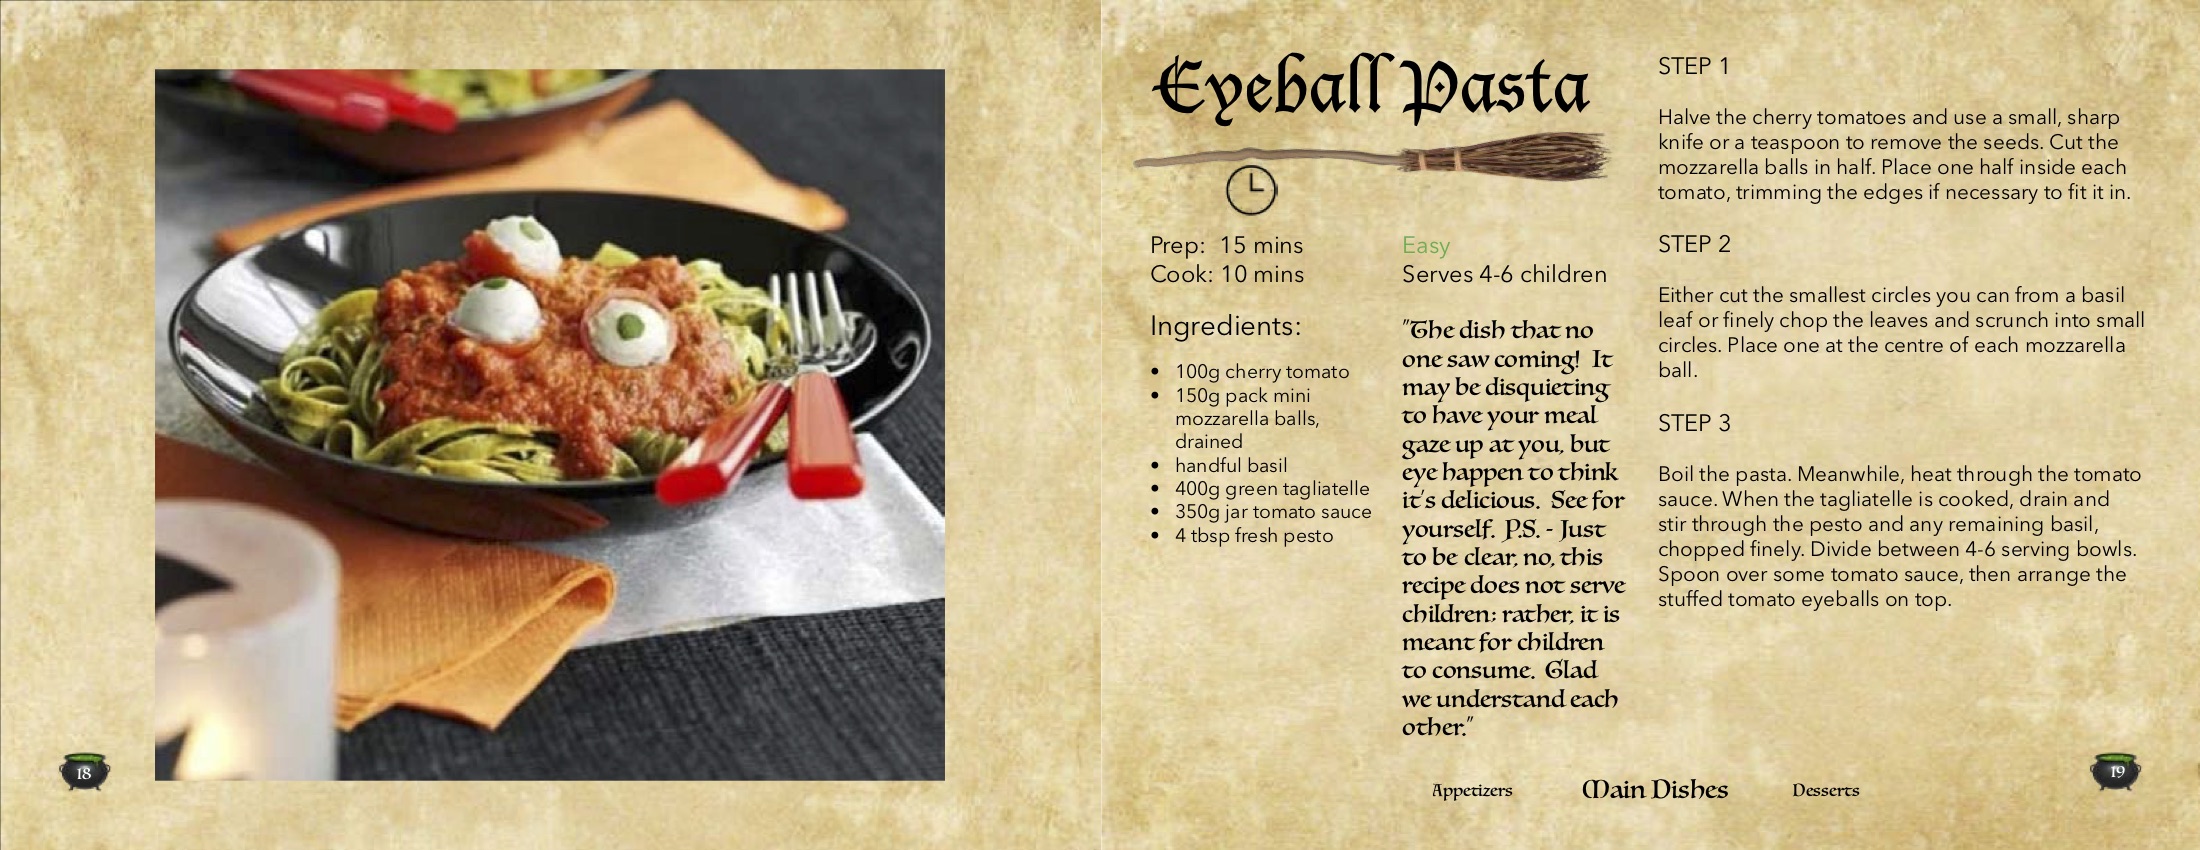 18
Eyeball Pasta
Prep: 15 mins
Cook: 10 mins
Ingredients:
• 100g cherry tomato
• 150g pack mini
mozzarella balls,
drained
• handful basil
• 400g green tagliatelle
• 350g jar tomato sauce
• 4 tbsp fresh pesto
Easy
Serves 4-6 children
"The dish that no
one saw coming! It
may be disquieting
to have your meal
gaze up at you, but
eye happen to think
it's delicious. See for
yourself. P.S. - Just
to be clear, no, this
recipe does not serve
children; rather, it is
meant for children
to consume. Glad
we understand each
other."
STEP 1
Halve the cherry tomatoes and use a small, sharp
knife or a teaspoon to remove the seeds. Cut the
mozzarella balls in half. Place one half inside each
tomato, trimming the edges if necessary to fit it in.
STEP 2
Either cut the smallest circles you can from a basil
leaf or finely chop the leaves and scrunch into small
circles. Place one at the centre of each mozzarella
ball.
STEP 3
Boil the pasta. Meanwhile, heat through the tomato
sauce. When the tagliatelle is cooked, drain and
stir through the pesto and any remaining basil,
chopped finely. Divide between 4-6 serving bowls.
Spoon over some tomato sauce, then arrange the
stuffed tomato eyeballs on top.
Appetizers Main Dishes Desserts
19